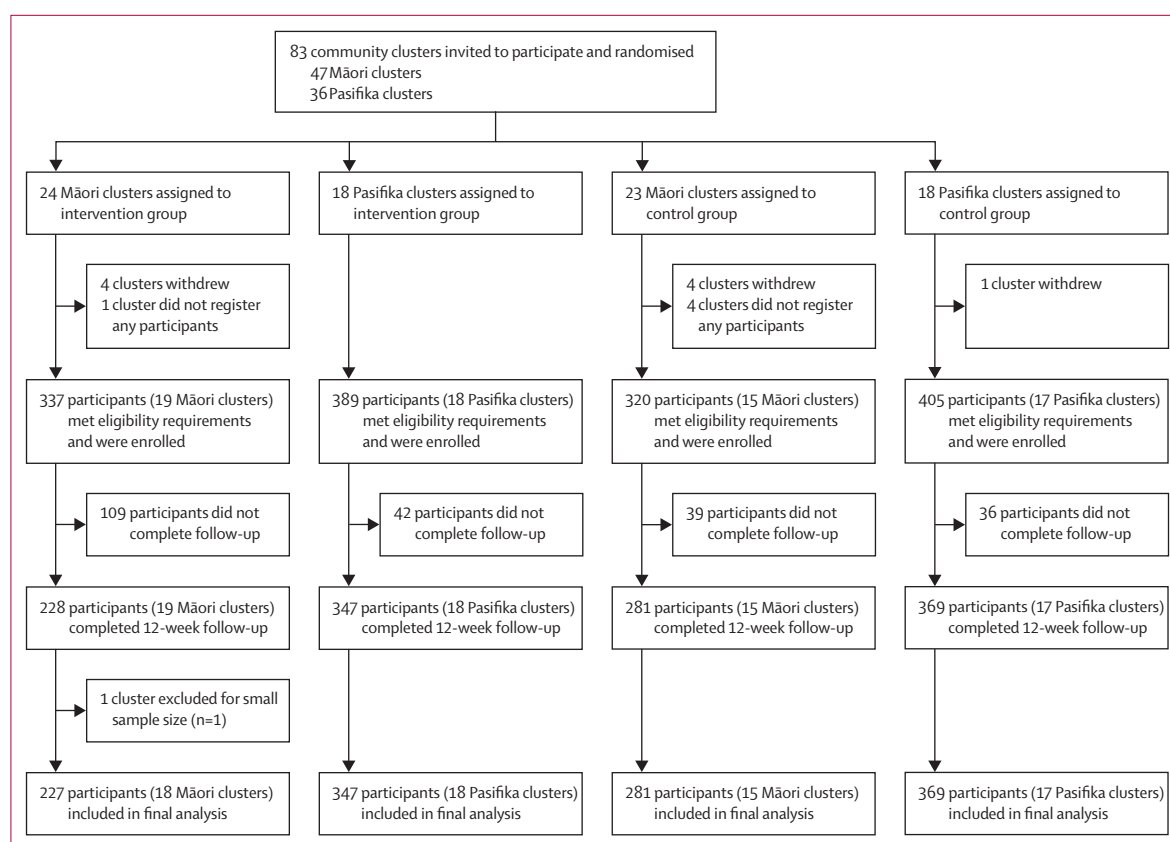 83 community clusters invited to participate and randomised
47 Māori clusters
36 Pasifika clusters
24 Māori clusters assigned to
intervention group
18 Pasifika clusters assigned to
intervention group
23 Māori clusters assigned to
control group
18 Pasifika clusters assigned to
control group
4 clusters withdrew
1 cluster did not register
any participants
4 clusters withdrew
4 clusters did not register
any participants
1 cluster withdrew
337 participants (19 Māori clusters)
met eligibility requirements
and were enrolled
389 participants (18 Pasifika clusters)
met eligibility requirements
and were enrolled
320 participants (15 Māori clusters)
met eligibility requirements
and were enrolled
405 participants (17 Pasifika clusters)
met eligibility requirements
and were enrolled
109 participants did not
complete follow-up
42 participants did not
complete follow-up
39 participants did not
complete follow-up
36 participants did not
complete follow-up
228 participants (19 Māori clusters)
completed 12-week follow-up
347 participants (18 Pasifika clusters)
completed 12-week follow-up
281 participants (15 Māori clusters)
completed 12-week follow-up
369 participants (17 Pasifika clusters)
completed 12-week follow-up
1 cluster excluded for small
sample size (n=1)
227 participants (18 Māori clusters)
included in final analysis
347 participants (18 Pasifika clusters)
included in final analysis
281 participants (15 Māori clusters)
included in final analysis
369 participants (17 Pasifika clusters)
included in final analysis